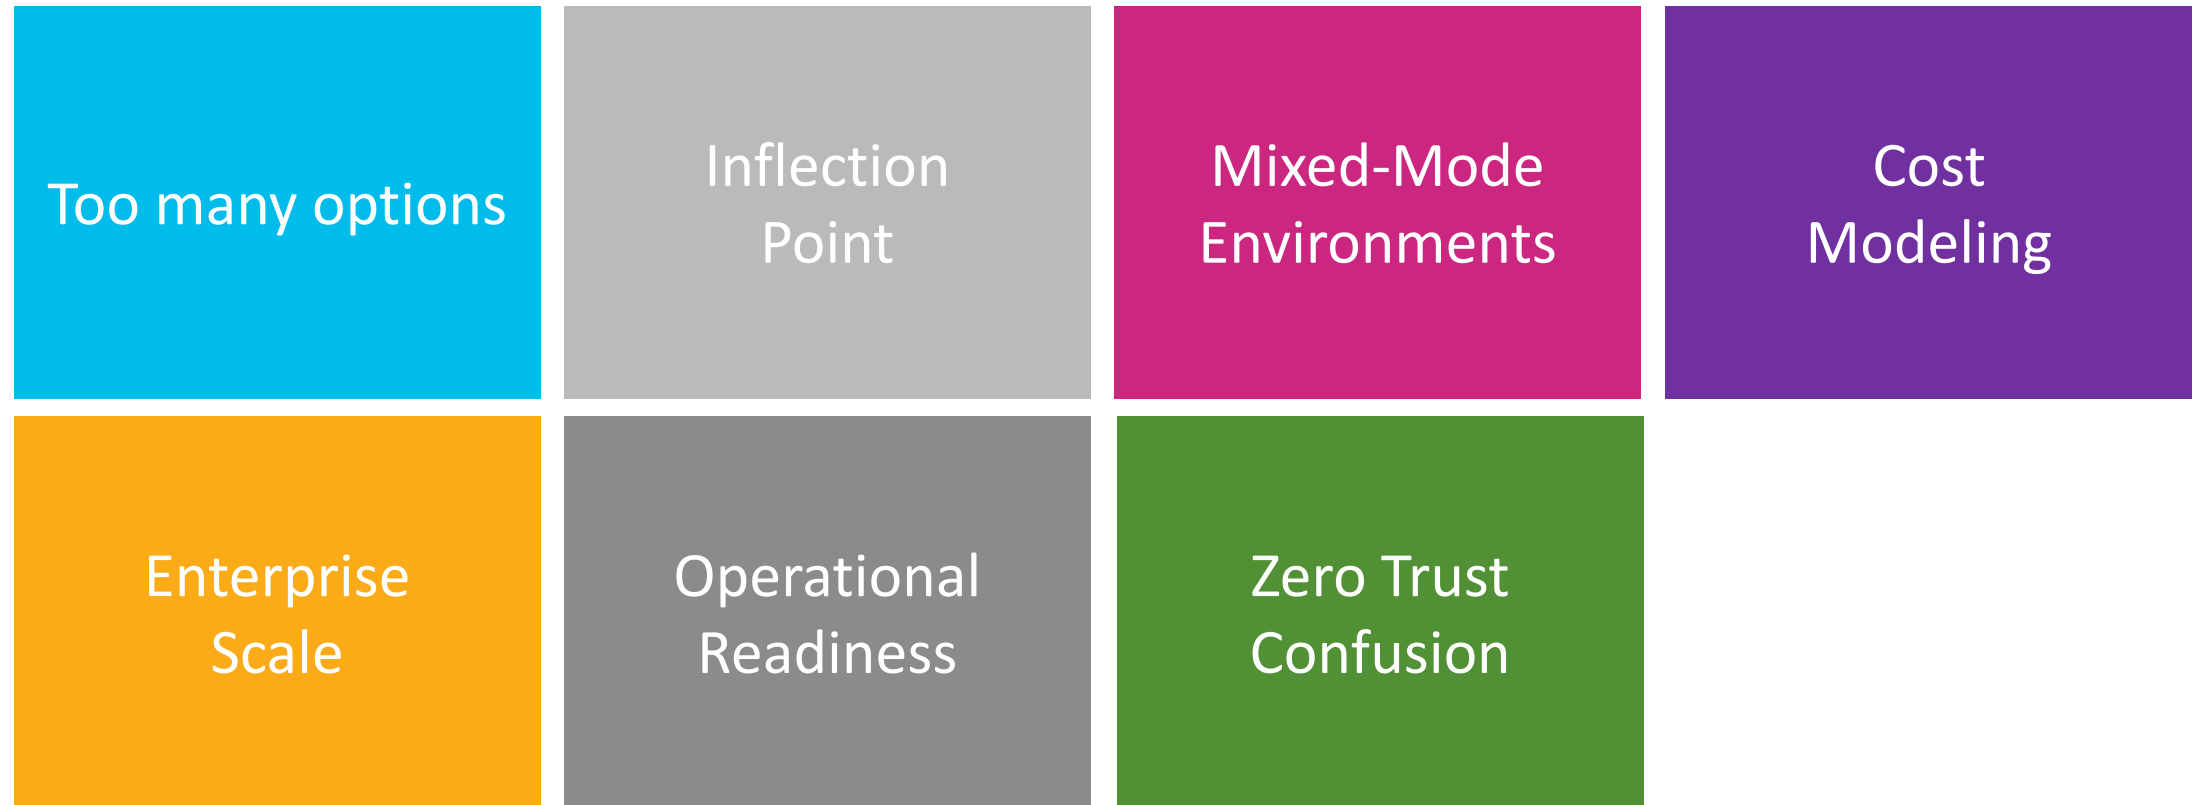 Too many options
Inflection
Point
Mixed-Mode
Environments
Cost
Modeling
Enterprise
Scale
Operational
Readiness
Zero Trust
Confusion